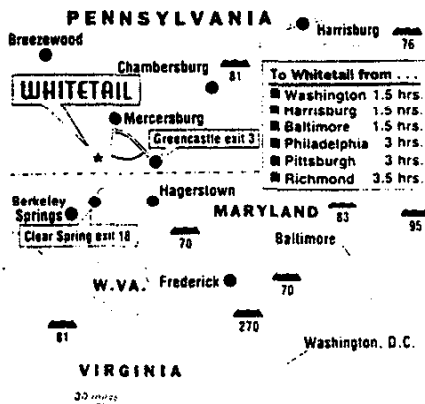 PENNSYLVANIA
Harrisburg
76
Breezewood
Chambersburg
81
WHITETAIL
Mercersburg
Greencastle exit 3
To Whitetail from ...
Washington 1.5 hrs.
Harrisburg 1.5 hrs.
Baltimore 1.5 hrs.
Philadelphia 3 hrs.
Pittsburgh 3 hrs.
Richmond 3.5 hrs.
Berkeley
Springs
Hagerstown
MARYLAND
83
95
Clear Spring exit 18
70
Baltimore
W.VA.
Frederick
70
81
270
Washington, D.C.
VIRGINIA
30 miles